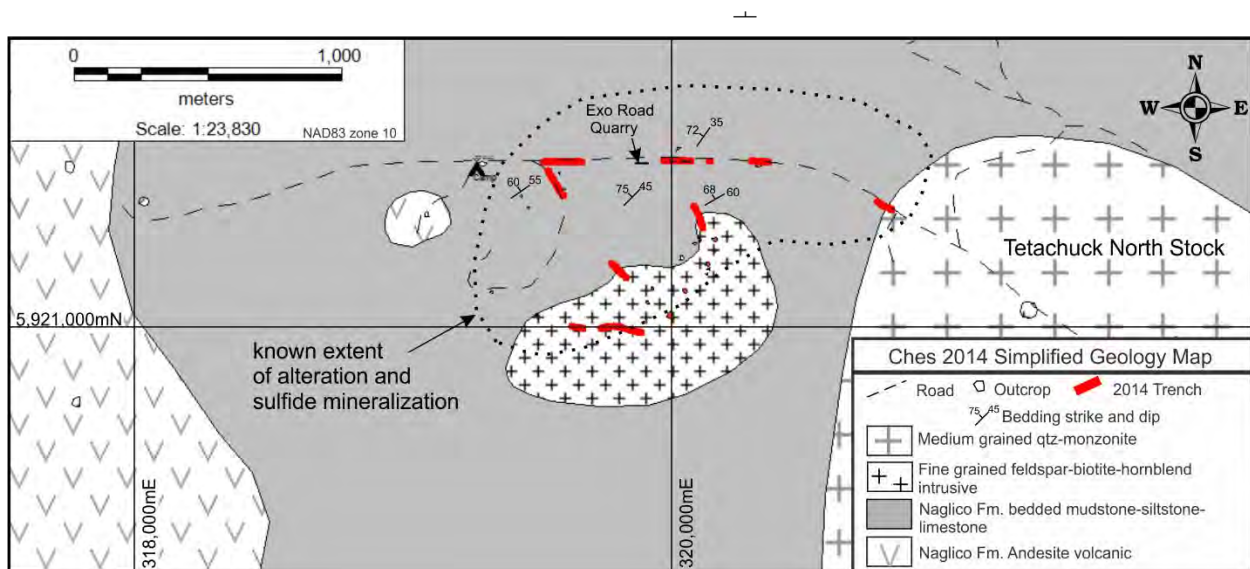 0 1,000
meters
Scale: 1:23,830 NAD83 zone 10
N
W E
S
Exo Road
Quarry
72 35
60 55
75 45
68 60
Tetachuck North Stock
5,921,000mN
known extent
of alteration and
sulfide mineralization
318,000mE
320,000mE
Ches 2014 Simplified Geology Map
Road Outcrop 2014 Trench
75 45 Bedding strike and dip
Medium grained qtz-monzonite
Fine grained feldspar-biotite-hornblend
intrusive
Naglico Fm. bedded mudstone-siltstone-
limestone
Naglico Fm. Andesite volcanic